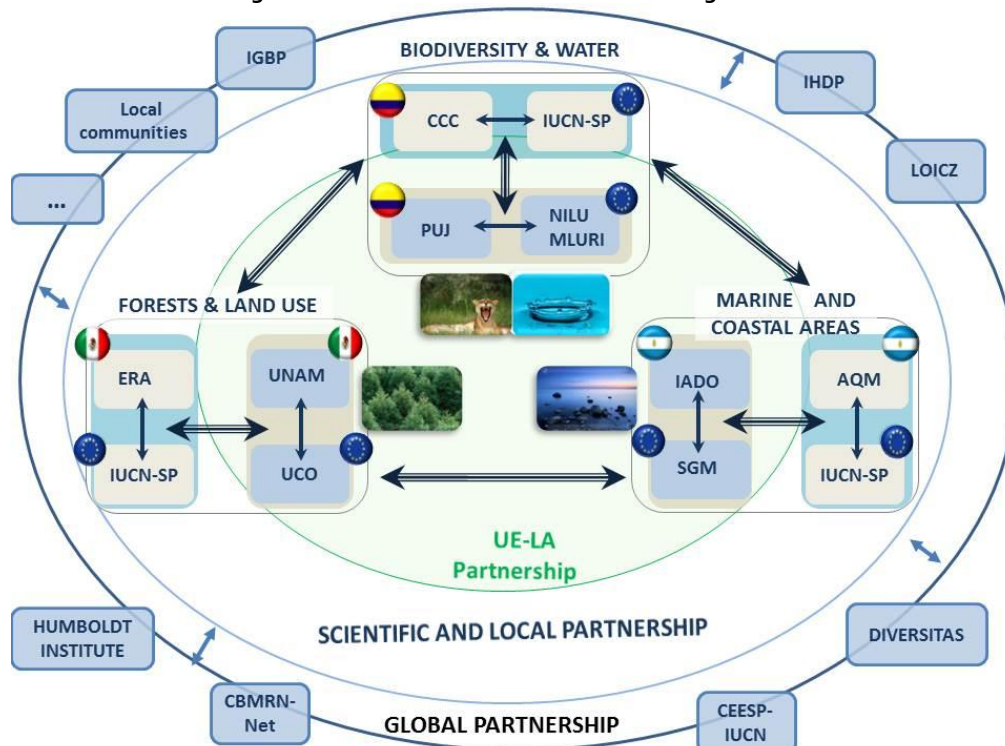 BIODIVERSITY & WATER
IGBP
IHDP
Local
communities
CCC
IUCN-SP
LOICZ
...
PUJ
NILU
MLURI
FORESTS & LAND USE
MARINE AND
COASTAL AREAS
ERA
UNAM
IADO
AQM
IUCN-SP
UCO
SGM
IUCN-SP
UE-LA
Partnership
HUMBOLDT
INSTITUTE
SCIENTIFIC AND LOCAL PARTNERSHIP
DIVERSITAS
CBMRN-
Net
GLOBAL PARTNERSHIP
CEESP-
IUCN